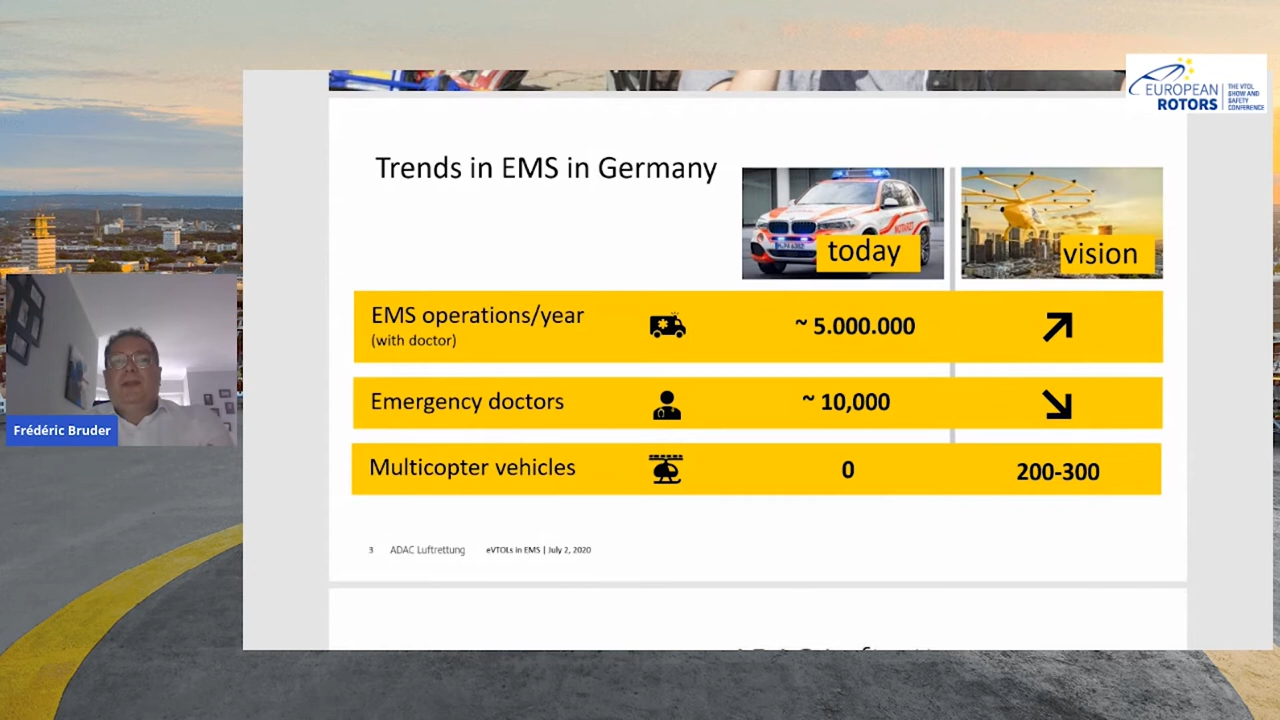 EUROPEAN
ROTORS
THE VTOL
SHOW AND
SAFETY
CONFERENCE
Trends in EMS in Germany
NOTARZT
today
vision
EMS operations/year
(with doctor)
~ 5.000.000
Emergency doctors
~ 10,000
Multicopter vehicles
0
200-300
Frédéric Bruder
3 ADAC Luftrettung eVTOLs in EMS | July 2, 2020